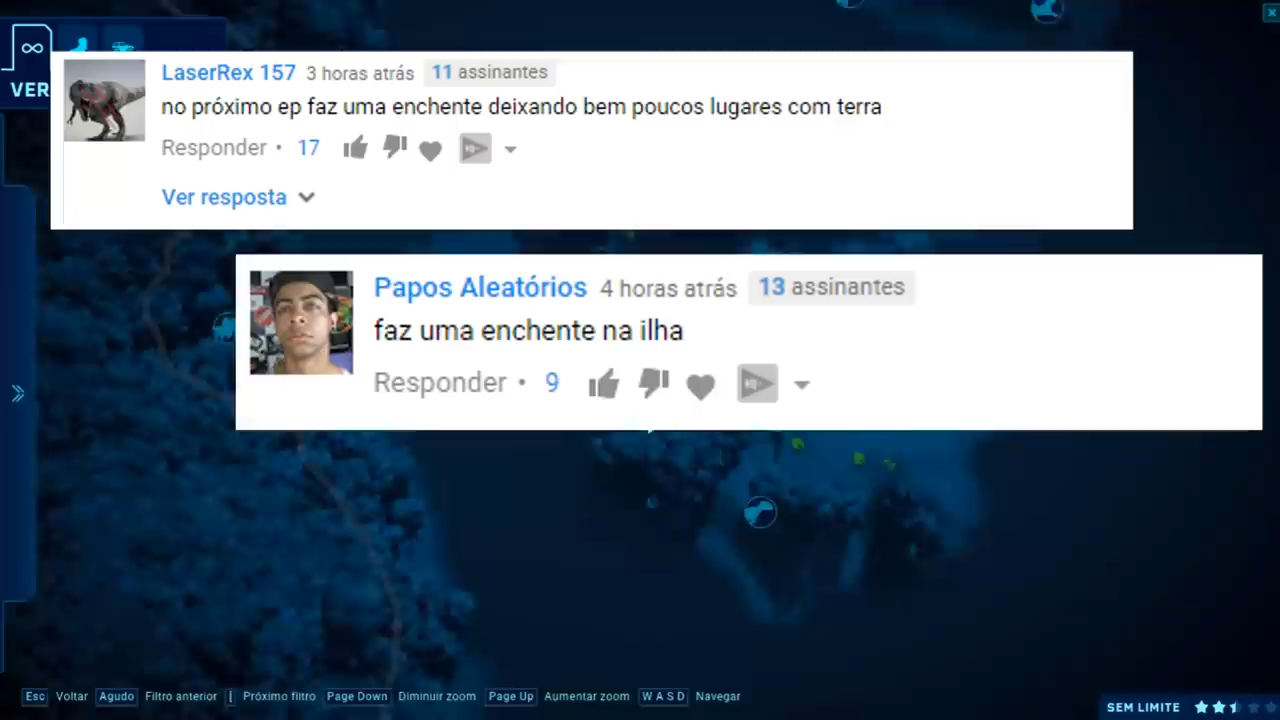 VER
LaserRex 157 3 horas atrás 11 assinantes
no próximo ep faz uma enchente deixando bem poucos lugares com terra
Responder • 17
Ver resposta
Papos Aleatórios 4 horas atrás 13 assinantes
faz uma enchente na ilha
Responder • 9
Esc Voltar Agudo Filtro anterior [ Próximo filtro Page Down Diminuir zoom Page Up Aumentar zoom W A S D Navegar
SEM LIMITE